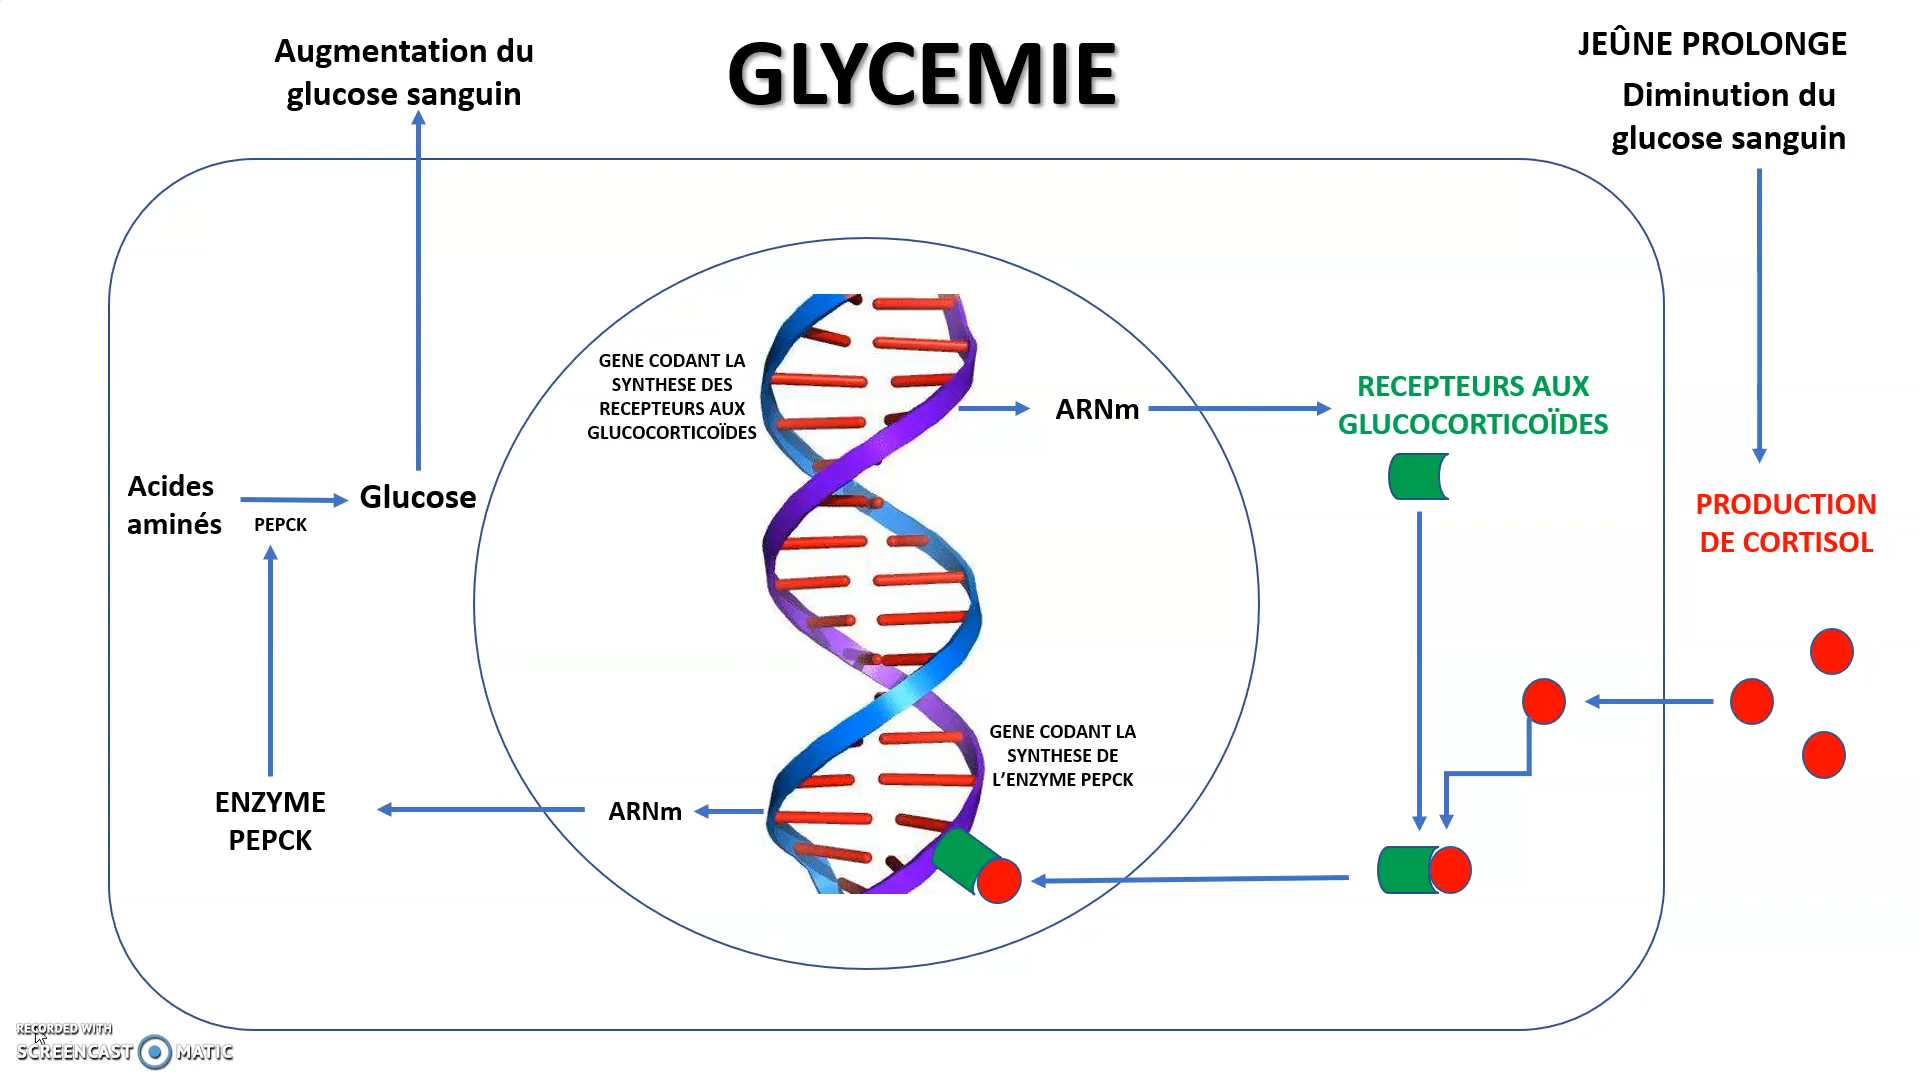 Augmentation du
glucose sanguin
GLYCEMIE
JEÛNE PROLONGE
Diminution du
glucose sanguin
GENE CODANT LA
SYNTHESE DES
RECEPTEURS AUX
GLUCOCORTICOÏDES
ARNm
RECEPTEURS AUX
GLUCOCORTICOÏDES
Acides
aminés
PEPCK
Glucose
PRODUCTION
DE CORTISOL
GENE CODANT LA
SYNTHESE DE
L’ENZYME PEPCK
ENZYME
PEPCK
ARNm
RECORDED WITH
SCREENCAST MATIC